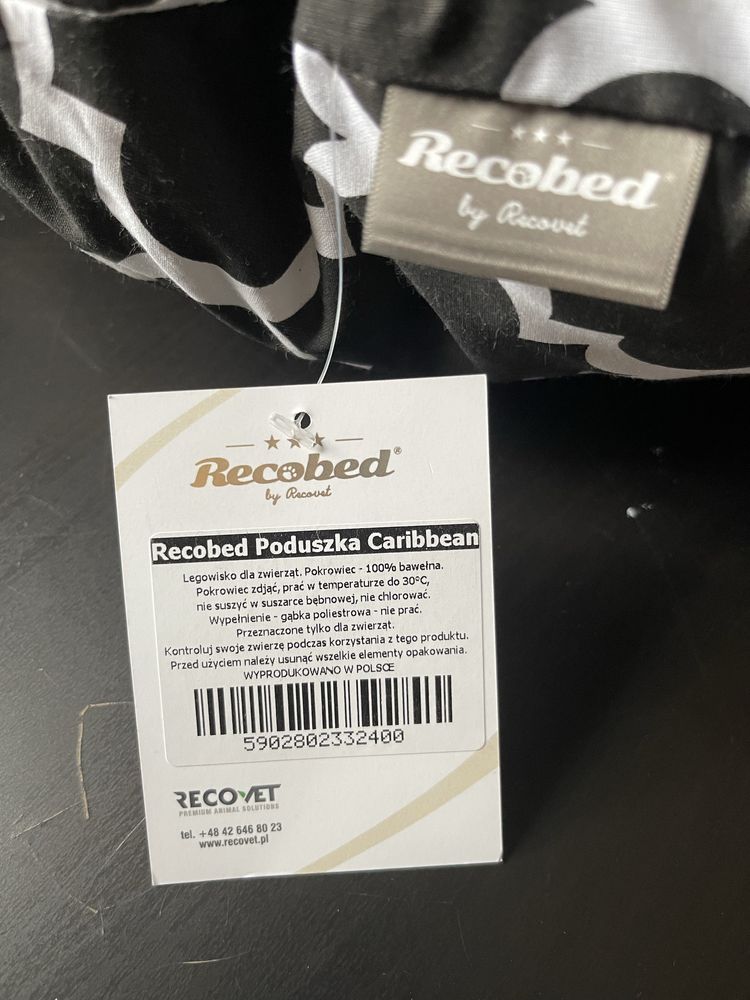 Recobed
by Recovet
Recobed®
by Recovet
Recobed Poduszka Caribbean
Legowisko dla zwierząt. Pokrowiec - 100% bawełna.
Pokrowiec zdjąć, prać w temperaturze do 30°C,
nie suszyć w suszarce bębnowej, nie chlorować.
Wypełnienie - gąbka poliestrowa - nie prać.
Przeznaczone tylko dla zwierząt.
Kontroluj swoje zwierzę podczas korzystania z tego produktu.
Przed użyciem należy usunąć wszelkie elementy opakowania.
WYPRODUKOWANO W POLSCE
5902802332400
RECOVET
PREMIUM ANIMAL SOLUTIONS
tel. +48 42 646 80 23
www.recovet.pl